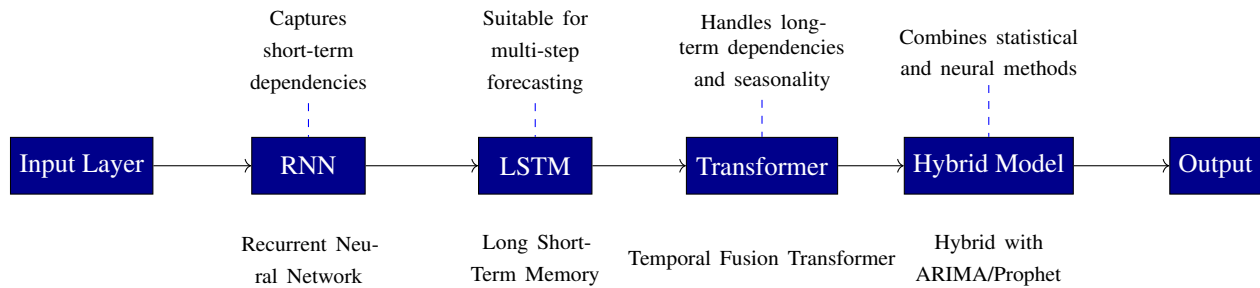 Captures
short-term
dependencies
Suitable for
multi-step
forecasting
Handles long-
term dependencies
and seasonality
Combines statistical
and neural methods
Input Layer
RNN
LSTM
Transformer
Hybrid Model
Output
Recurrent Neu-
ral Network
Long Short-
Term Memory
Temporal Fusion Transformer
Hybrid with
ARIMA/Prophet